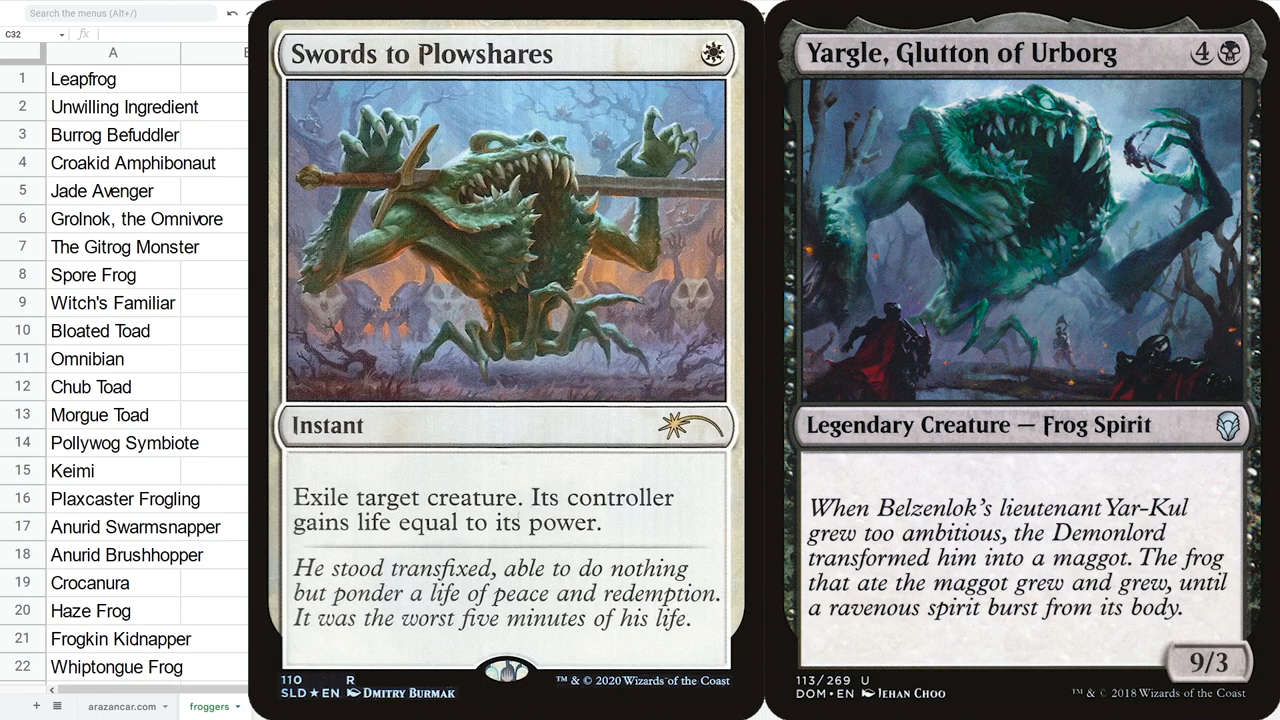 Search the menus (Alt+/)
C32
fx
A
1 Leapfrog
2 Unwilling Ingredient
3 Burrog Befuddler
4 Croakid Amphibonaut
5 Jade Avenger
6 Grolnok, the Omnivore
7 The Gitrog Monster
8 Spore Frog
9 Witch's Familiar
10 Bloated Toad
11 Omnibian
12 Chub Toad
13 Morgue Toad
14 Pollywog Symbiote
15 Keimi
16 Plaxcaster Frogling
17 Anurid Swarmsnapper
18 Anurid Brushhopper
19 Crocanura
20 Haze Frog
21 Frogkin Kidnapper
22 Whiptongue Frog
arazancar.com
froggers
Swords to Plowshares
Instant
Exile target creature. Its controller
gains life equal to its power.
He stood transfixed, able to do nothing
but ponder a life of peace and redemption.
It was the worst five minutes of his life.
110 R
SLD★EN Dmitry Burmak
™ & © 2020 Wizards of the Coast
Yargle, Glutton of Urborg 4
Legendary Creature — Frog Spirit
When Belzenlok's lieutenant Yar-Kul
grew too ambitious, the Demonlord
transformed him into a maggot. The frog
that ate the maggot grew and grew, until
a ravenous spirit burst from its body.
9/3
113/269 U
DOM•EN Jehan Choo
™ & © 2018 Wizards of the Coast